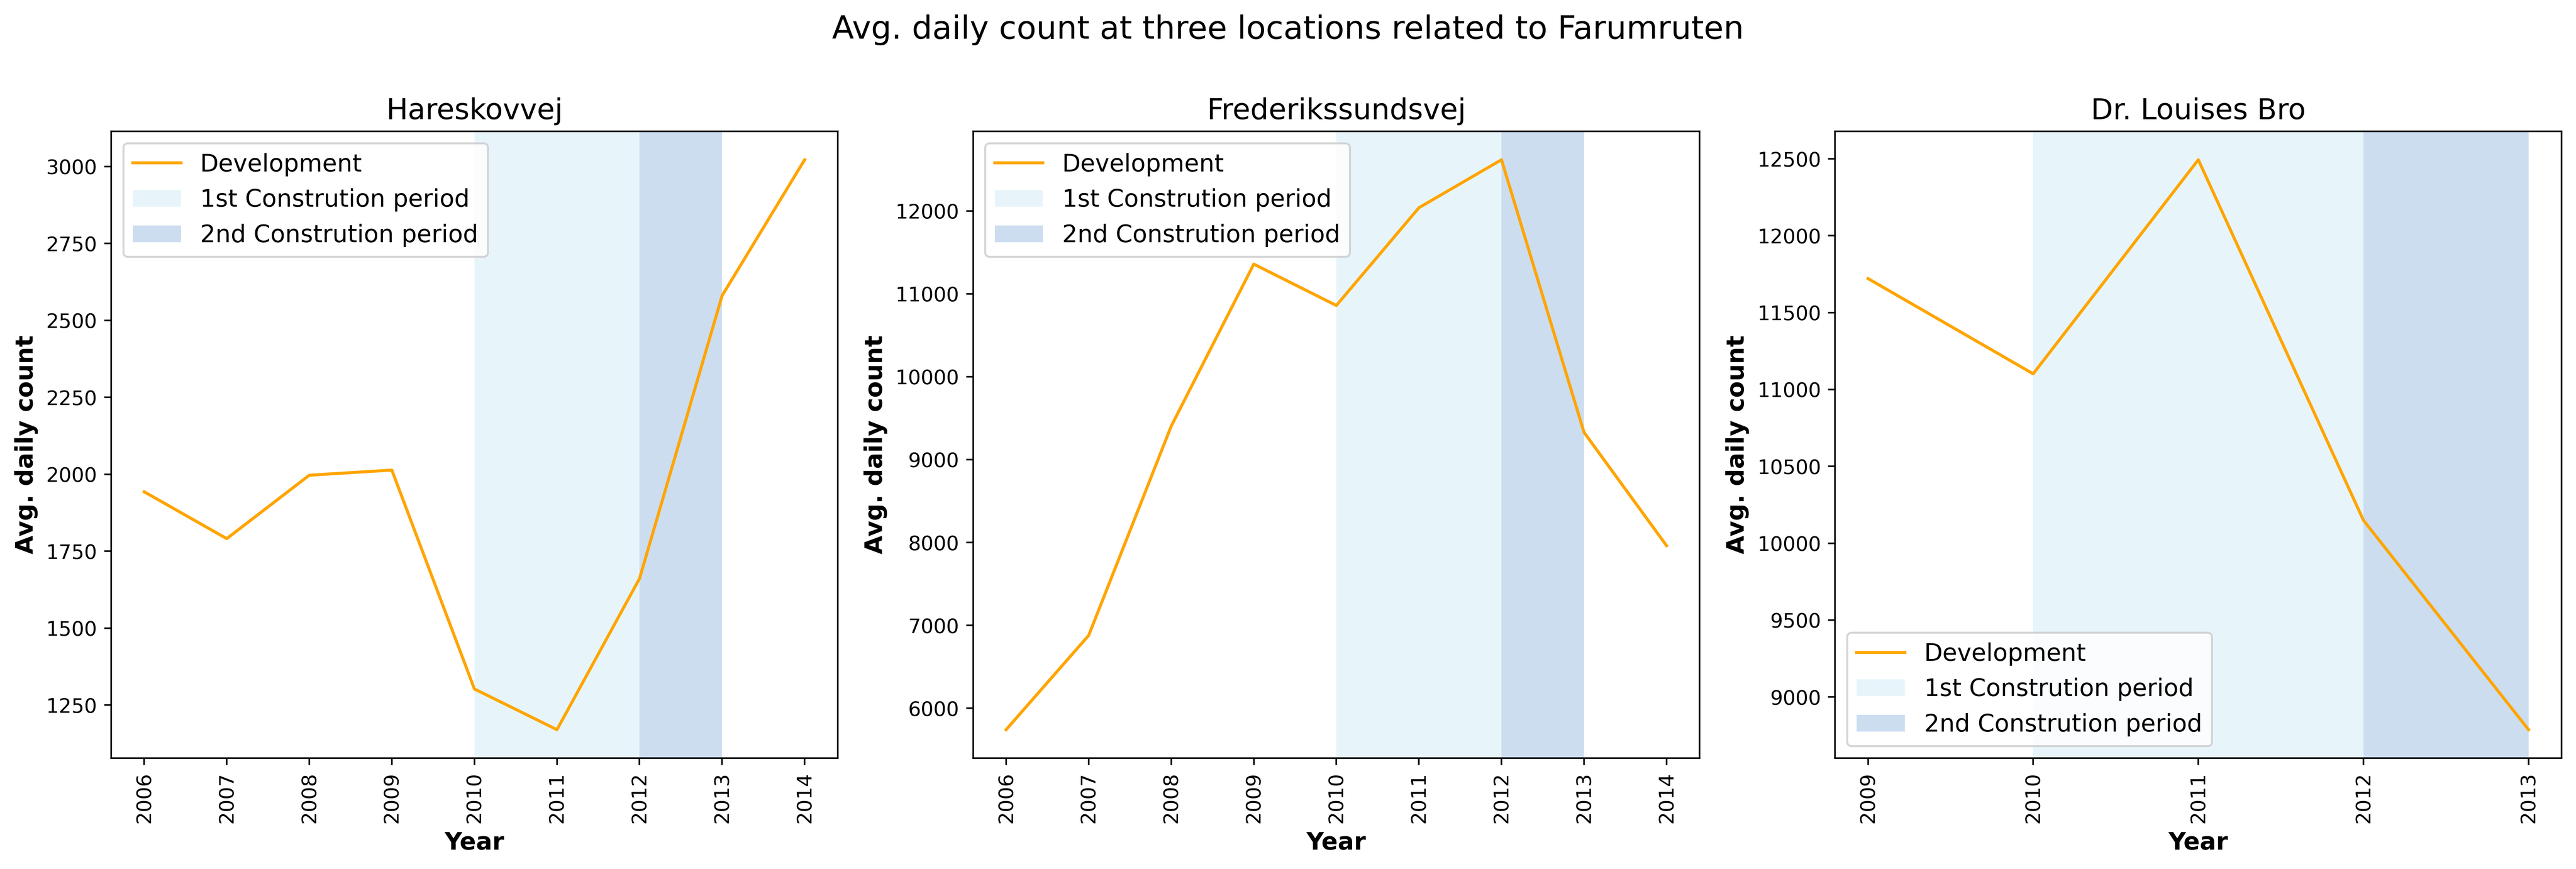 Avg. daily count at three locations related to Farumruten
Hareskovvej
Development
1st Constrution period
2nd Constrution period
Avg. daily count
3000
2750
2500
2250
2000
1750
1500
1250
2006 2007 2008 2009 2010 2011 2012 2013 2014
Year
Frederikssundsvej
Development
1st Constrution period
2nd Constrution period
Avg. daily count
12000
11000
10000
9000
8000
7000
6000
2006 2007 2008 2009 2010 2011 2012 2013 2014
Year
Dr. Louises Bro
Avg. daily count
12500
12000
11500
11000
10500
10000
9500
9000
Development
1st Constrution period
2nd Constrution period
2009 2010 2011 2012 2013
Year